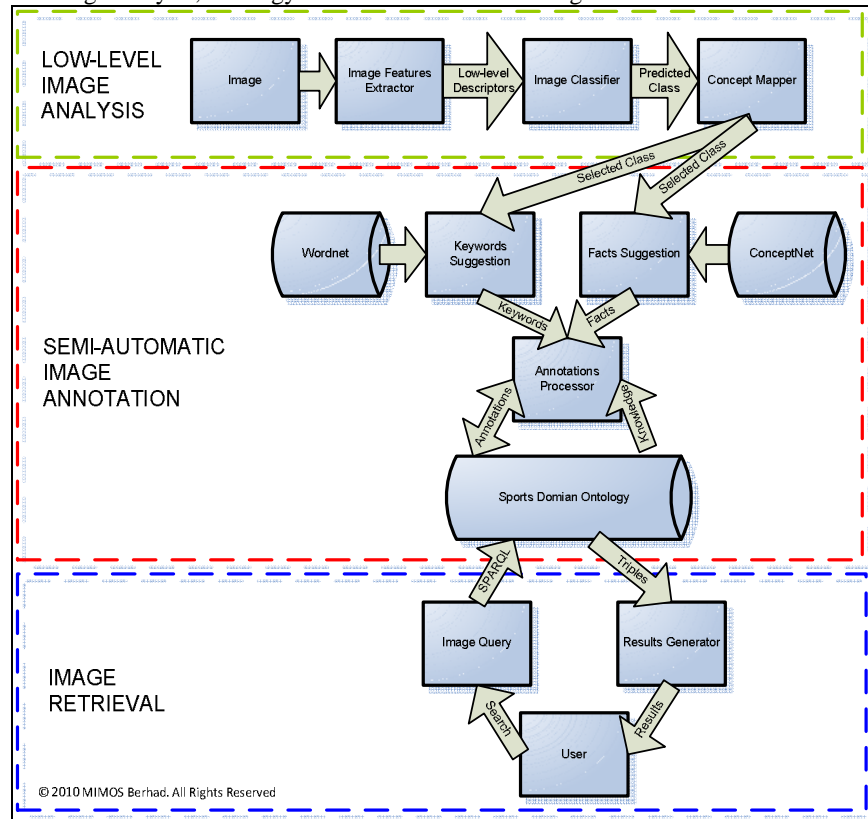 LOW-LEVEL
IMAGE
ANALYSIS
Image
Image Features
Extractor
Low-level
Descriptors
Image Classifier
Predicted
Class
Concept Mapper
Selected Class
Selected Class
SEMI-AUTOMATIC
IMAGE
ANNOTATION
Wordnet
Keywords
Suggestion
Facts Suggestion
ConceptNet
Keywords
Facts
Annotations
Processor
Annotations
Knowledge
Sports Domian Ontology
SPARQL
Triples
IMAGE
RETRIEVAL
Image Query
Results Generator
Search
Results
User
© 2010 MIMOS Berhad. All Rights Reserved